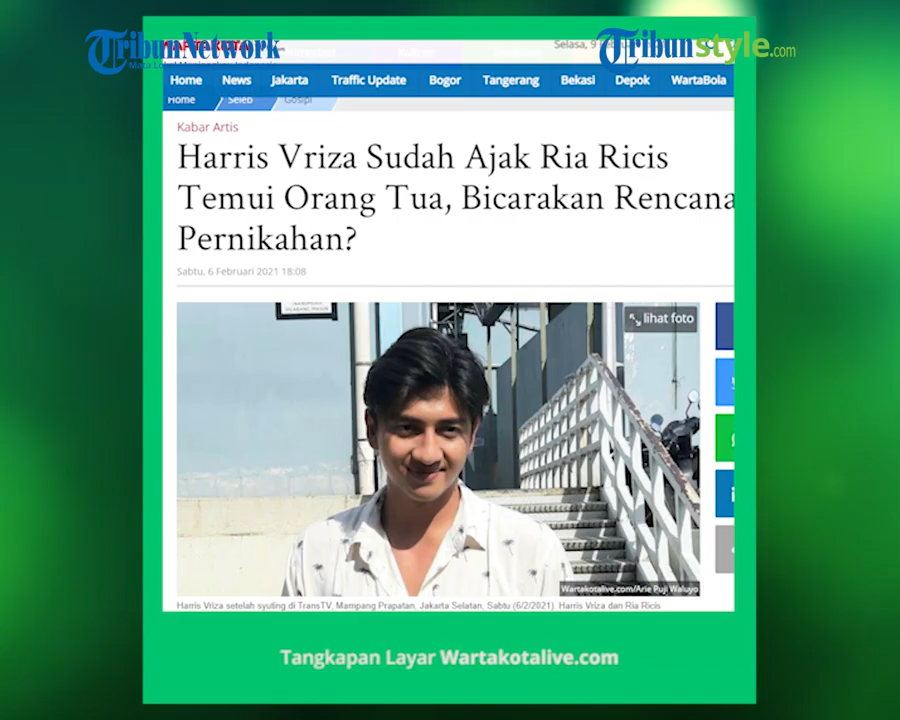 TribunNetwork
Tribunstyle.com
Selasa, 9
Home News Jakarta Traffic Update Bogor Tangerang Bekasi Depok WartaBola
Home Seleb Gosip
Kabar Artis
Harris Vriza Sudah Ajak Ria Ricis
Temui Orang Tua, Bicarakan Rencana
Pernikahan?
Sabtu, 6 Februari 2021 18:08
lihat foto
Wartakotalive.com/Arie Puji Waluyo
Harris Vriza setelah syuting di TransTV, Mampang Prapatan, Jakarta Selatan, Sabtu (6/2/2021). Harris Vriza dan Ria Ricis
Tangkapan Layar Wartakotalive.com